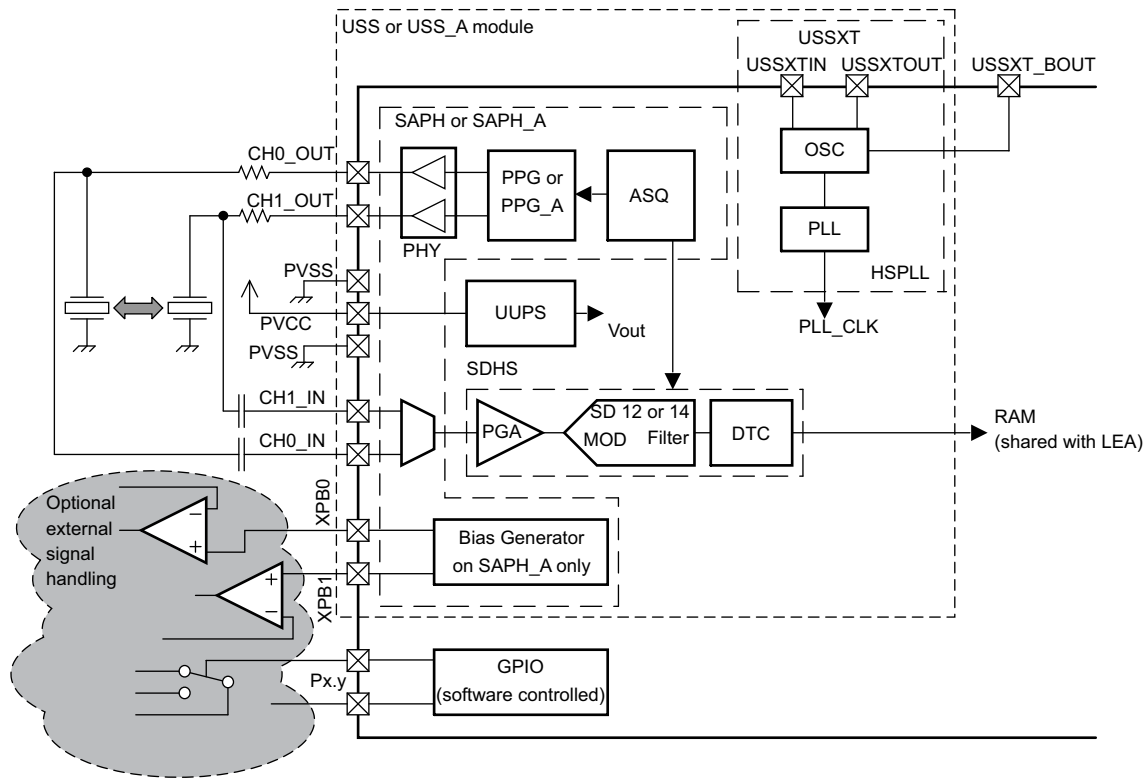 USS or USS_A module
USSXT
USSXTIN
USSXTOUT
USSXT_BOUT
SAPH or SAPH_A
CH0_OUT
CH1_OUT
PHY
PPG or
PPG_A
ASQ
OSC
PLL
HSPLL
PLL_CLK
PVSS
PVCC
PVSS
UUPS
Vout
SDHS
CH1_IN
CH0_IN
PGA
SD 12 or 14
MOD Filter
DTC
RAM
(shared with LEA)
Optional
external
signal
handling
−
+
+
−
XPB0
XPB1
Bias Generator
on SAPH_A only
Px.y
GPIO
(software controlled)